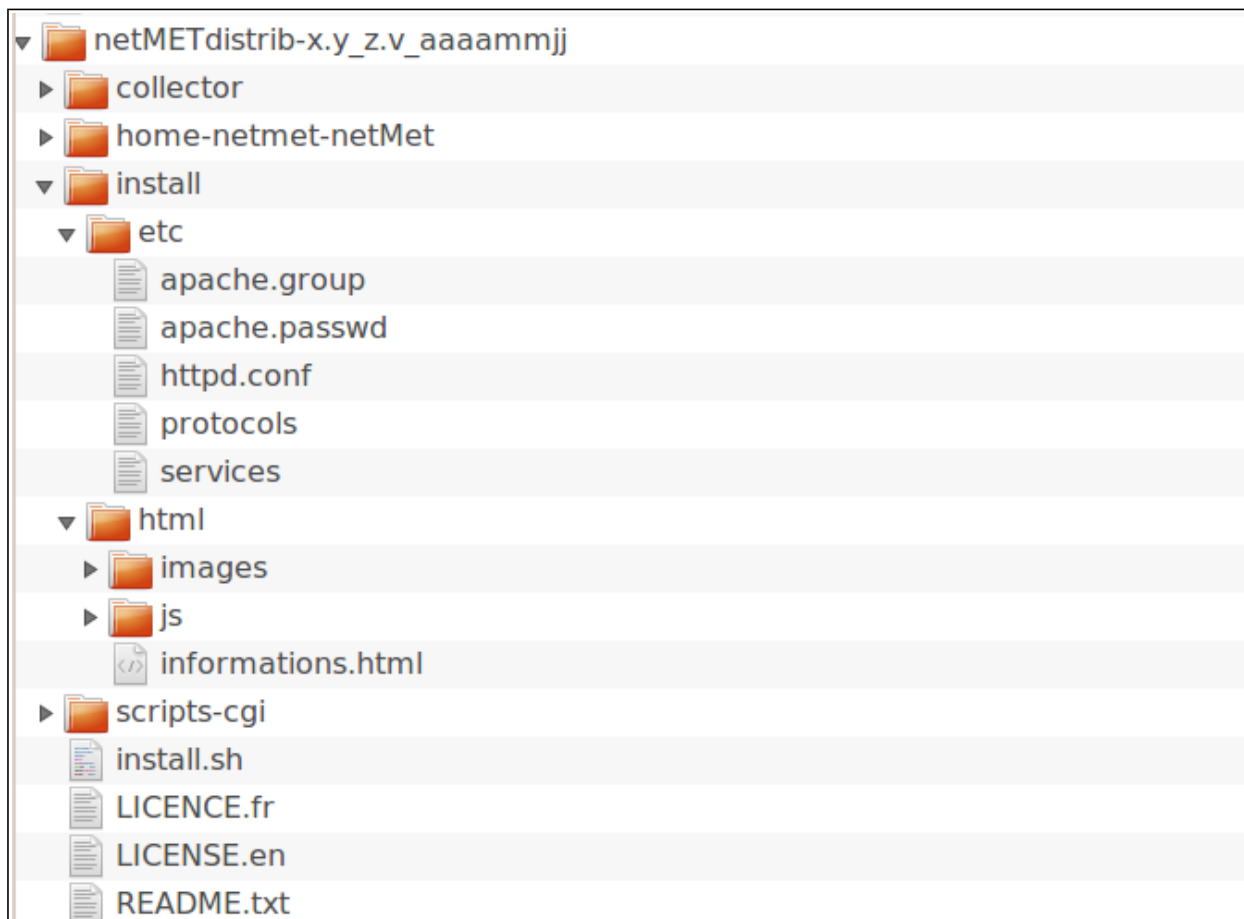 netMETdistrib-x.y_z.v_aaaammjj
collector
home-netmet-netMet
install
etc
apache.group
apache.passwd
httpd.conf
protocols
services
html
images
js
informations.html
scripts-cgi
install.sh
LICENCE.fr
LICENSE.en
README.txt